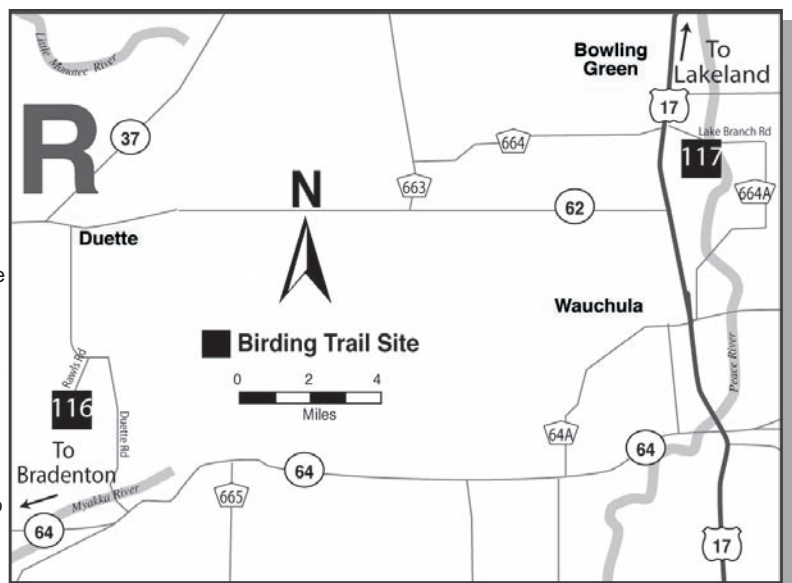 Little Manatee River
R
37
Bowling
Green
To
Lakeland
17
Lake Branch Rd
117
664
663
664A
N
62
Duette
e
Wauchula
Birding Trail Site
0 2 4
Miles
Rawls Rd
116
Duette Rd
Peace River
64A
64
To
Bradenton
Myakka River
64
665
64
17